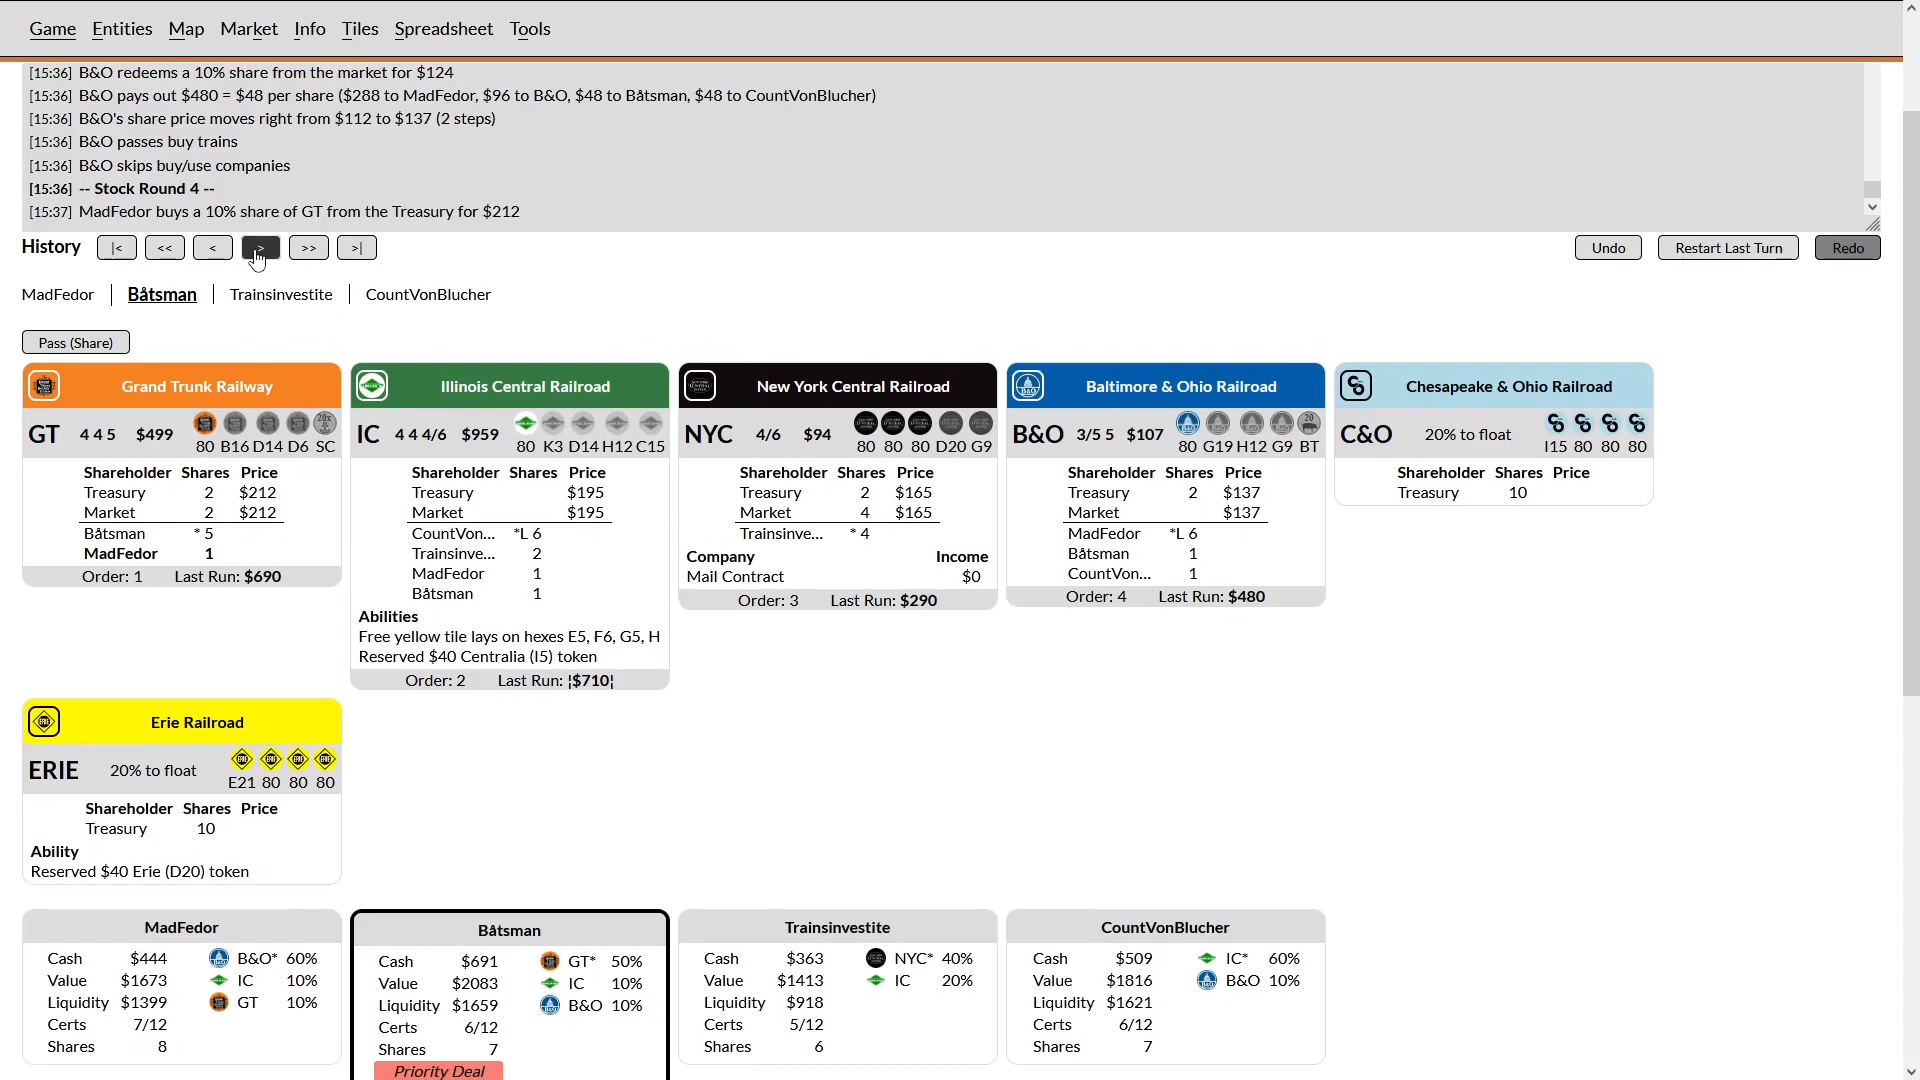 Game Entities Map Market Info Tiles Spreadsheet Tools
[15:36] B&O redeems a 10% share from the market for $124
[15:36] B&O pays out $480 = $48 per share ($288 to MadFedor, $96 to B&O, $48 to Båtsman, $48 to CountVonBlucher)
[15:36] B&O's share price moves right from $112 to $137 (2 steps)
[15:36] B&O passes buy trains
[15:36] B&O skips buy/use companies
[15:36] -- Stock Round 4 --
[15:37] MadFedor buys a 10% share of GT from the Treasury for $212
History |< << < > >> >| Undo Restart Last Turn Redo
MadFedor Båtsman Trainsinvestite CountVonBlucher
Pass (Share)
Grand Trunk Railway
GT 4 4 5 $499 80 B16 D14 D6 SC
20x
Shareholder Shares Price
Treasury 2 $212
Market 2 $212
Båtsman * 5
MadFedor 1
Order: 1 Last Run: $690
Illinois Central Railroad
IC 4 4 4/6 $959 80 K3 D14 H12 C15
Shareholder Shares Price
Treasury $195
Market $195
CountVon... *L 6
Trainsinve... 2
MadFedor 1
Båtsman 1
Abilities
Free yellow tile lays on hexes E5, F6, G5, H
Reserved $40 Centralia (I5) token
Order: 2 Last Run: ¦$710¦
New York Central Railroad
NYC 4/6 $94 80 80 80 D20 G9
Shareholder Shares Price
Treasury 2 $165
Market 4 $165
Trainsinve... * 4
Company Income
Mail Contract $0
Order: 3 Last Run: $290
Baltimore & Ohio Railroad
B&O 3/5 5 $107 80 G19 H12 G9 BT
20
Shareholder Shares Price
Treasury 2 $137
Market $137
MadFedor *L 6
Båtsman 1
CountVon... 1
Order: 4 Last Run: $480
Chesapeake & Ohio Railroad
C&O 20% to float I15 80 80 80
Shareholder Shares Price
Treasury 10
Erie Railroad
ERIE 20% to float E21 80 80 80
Shareholder Shares Price
Treasury 10
Ability
Reserved $40 Erie (D20) token
MadFedor
Cash $444 B&O* 60%
Value $1673 IC 10%
Liquidity $1399 GT 10%
Certs 7/12
Shares 8
Båtsman
Cash $691 GT* 50%
Value $2083 IC 10%
Liquidity $1659 B&O 10%
Certs 6/12
Shares 7
Priority Deal
Trainsinvestite
Cash $363 NYC* 40%
Value $1413 IC 20%
Liquidity $918
Certs 5/12
Shares 6
CountVonBlucher
Cash $509 IC* 60%
Value $1816 B&O 10%
Liquidity $1621
Certs 6/12
Shares 7